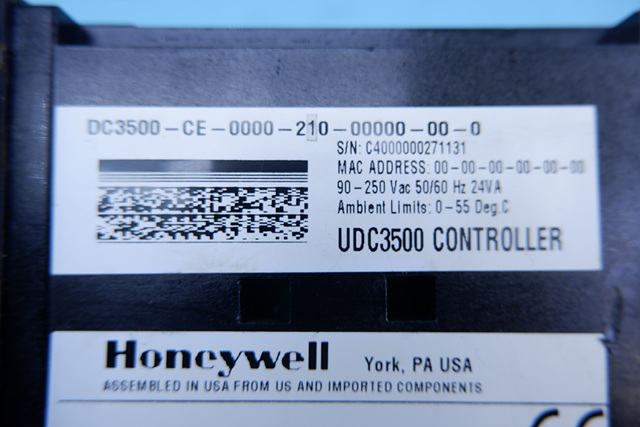 DC3500-CE-0000-210-00000-00-0
S/N: C4000000271131
MAC ADDRESS: 00-00-00-00-00-00
90-250 Vac 50/60 Hz 24VA
Ambient Limits: 0-55 Deg.C
UDC3500 CONTROLLER
Honeywell York, PA USA
ASSEMBLED IN USA FROM US AND IMPORTED COMPONENTS
CE